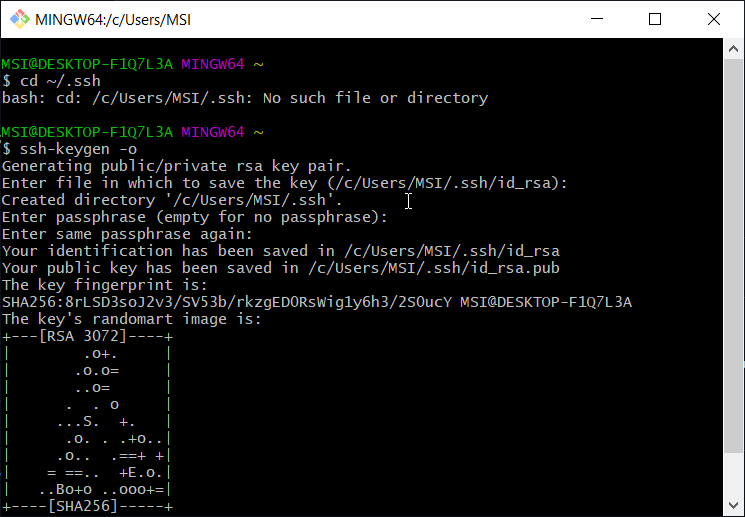 MINGW64:/c/Users/MSI
MSI@DESKTOP-F1Q7L3A MINGW64 ~
$ cd ~/.ssh
bash: cd: /c/Users/MSI/.ssh: No such file or directory
MSI@DESKTOP-F1Q7L3A MINGW64 ~
$ ssh-keygen -o
Generating public/private rsa key pair.
Enter file in which to save the key (/c/Users/MSI/.ssh/id_rsa):
Created directory '/c/Users/MSI/.ssh'.
Enter passphrase (empty for no passphrase):
Enter same passphrase again:
Your identification has been saved in /c/Users/MSI/.ssh/id_rsa
Your public key has been saved in /c/Users/MSI/.ssh/id_rsa.pub
The key fingerprint is:
SHA256:8rLSD3soJ2v3/SV53b/rkzgEDORsWig1y6h3/2SOucY MSI@DESKTOP-F1Q7L3A
The key's randomart image is:
+---[RSA 3072]----+
|        .o+.     |
|       .o.o=     |
|       ..o=      |
|      .  . o     |
|     ...S.  +.   |
|      .o. . .+o..|
|     .o..  .==+ +|
|    = ==..  +E.o.|
|   ..Bo+o ..ooo+=|
+----[SHA256]-----+